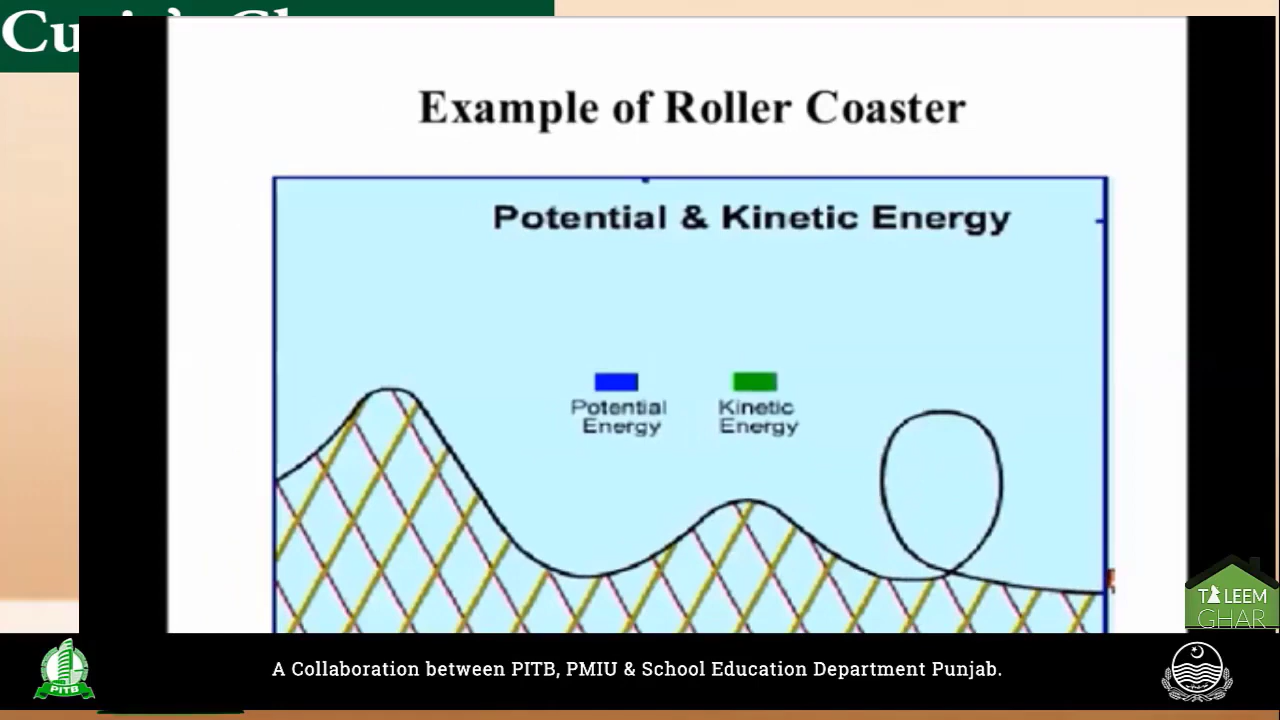 Example of Roller Coaster
Potential & Kinetic Energy
Potential
Energy
Kinetic
Energy
TALEEM
GHAR
PITB
A Collaboration between PITB, PMIU & School Education Department Punjab.